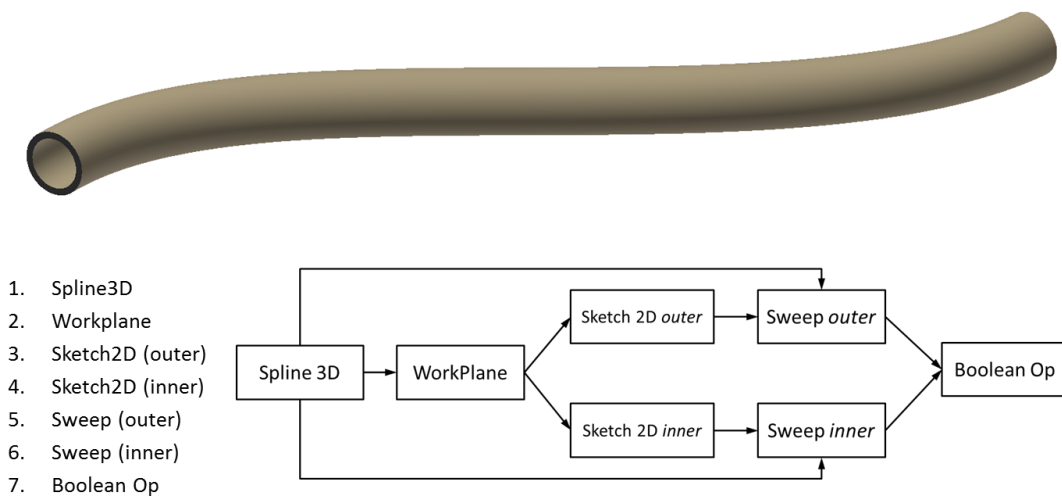 1. Spline3D
2. Workplane
3. Sketch2D (outer)
4. Sketch2D (inner)
5. Sweep (outer)
6. Sweep (inner)
7. Boolean Op
Spline 3D
WorkPlane
Sketch 2D outer
Sweep outer
Sketch 2D inner
Sweep inner
Boolean Op